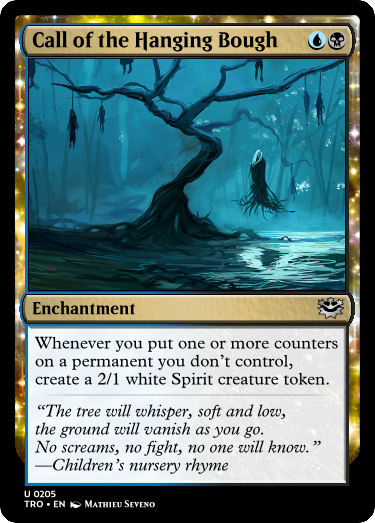 Call of the Hanging Bough
Enchantment
Whenever you put one or more counters
on a permanent you don't control,
create a 2/1 white Spirit creature token.
“The tree will whisper, soft and low,
the ground will vanish as you go.
No screams, no fight, no one will know.”
—Children's nursery rhyme
U 0205
TRO • EN Mathieu Seveno